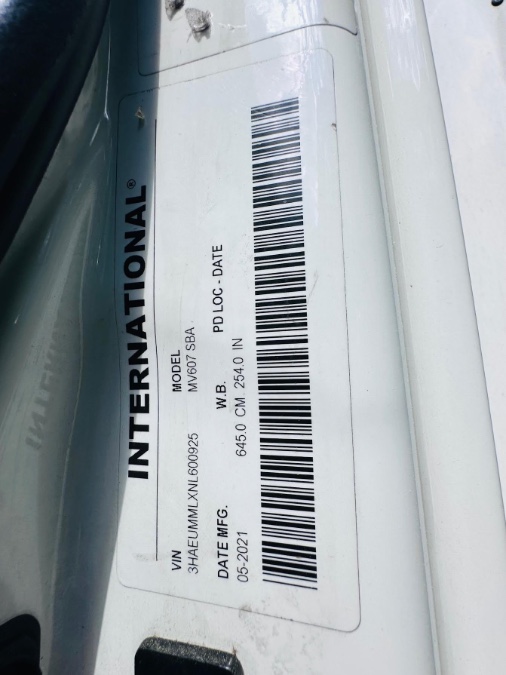 INTERNATIONAL®
VIN MODEL
3HAEUMMLXNL600925 MV607 SBA
DATE MFG. W.B. PD LOC - DATE
05-2021 645.0 CM 254.0 IN